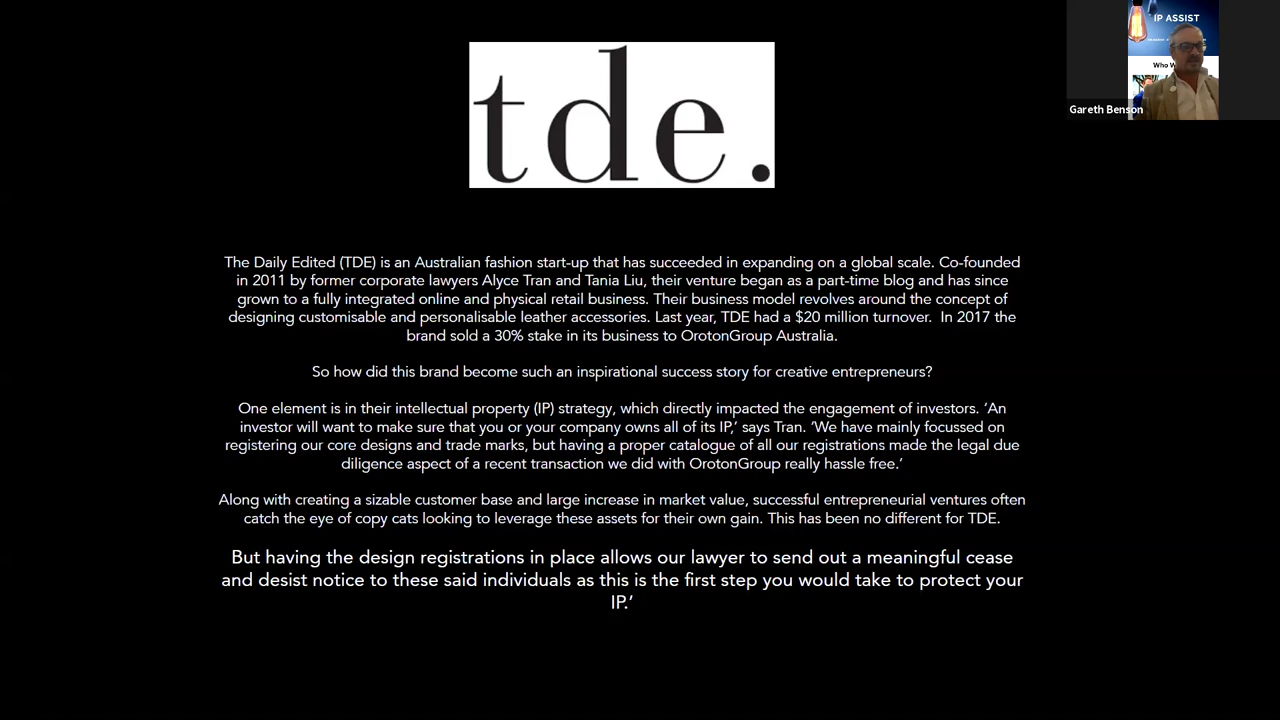 IP ASSIST
Who W
Gareth Benson
tde.
The Daily Edited (TDE) is an Australian fashion start-up that has succeeded in expanding on a global scale. Co-founded
in 2011 by former corporate lawyers Alyce Tran and Tania Liu, their venture began as a part-time blog and has since
grown to a fully integrated online and physical retail business. Their business model revolves around the concept of
designing customisable and personalisable leather accessories. Last year, TDE had a $20 million turnover.  In 2017 the
brand sold a 30% stake in its business to OrotonGroup Australia.
So how did this brand become such an inspirational success story for creative entrepreneurs?
One element is in their intellectual property (IP) strategy, which directly impacted the engagement of investors. ‘An
investor will want to make sure that you or your company owns all of its IP,’ says Tran. ‘We have mainly focussed on
registering our core designs and trade marks, but having a proper catalogue of all our registrations made the legal due
diligence aspect of a recent transaction we did with OrotonGroup really hassle free.’
Along with creating a sizable customer base and large increase in market value, successful entrepreneurial ventures often
catch the eye of copy cats looking to leverage these assets for their own gain. This has been no different for TDE.
But having the design registrations in place allows our lawyer to send out a meaningful cease
and desist notice to these said individuals as this is the first step you would take to protect your
IP.’